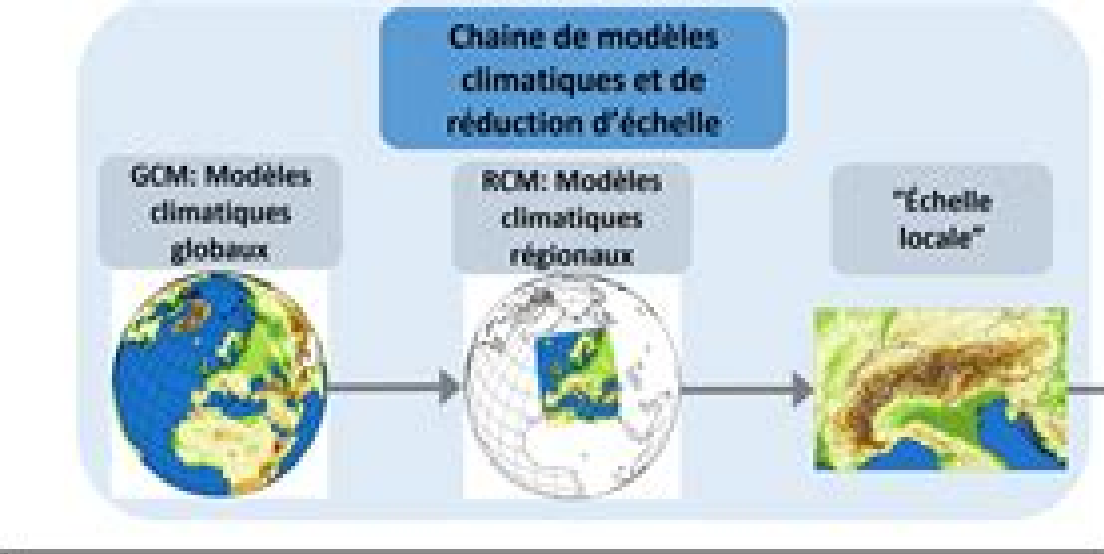 Chaine de modèles
climatiques et de
réduction d'échelle
GCM: Modèles
climatiques
globaux
RCM: Modèles
climatiques
régionaux
"Échelle
locale"